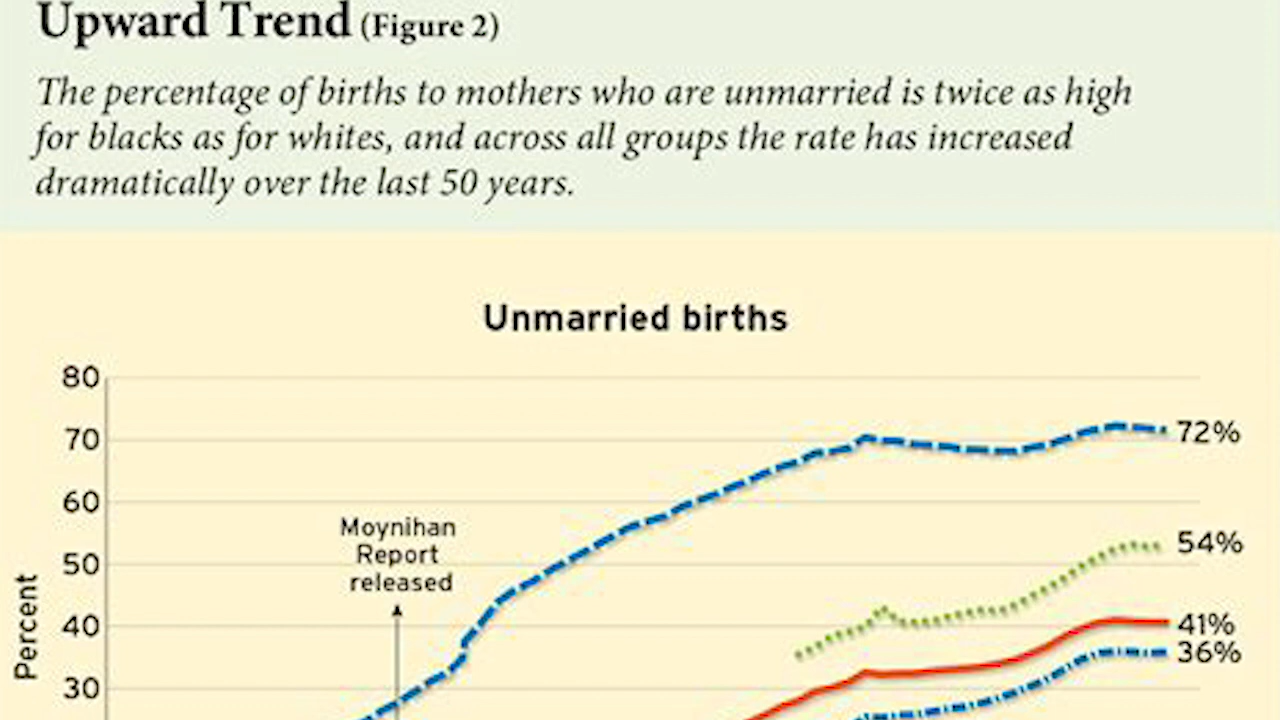 Upward Trend (Figure 2)
The percentage of births to mothers who are unmarried is twice as high
for blacks as for whites, and across all groups the rate has increased
dramatically over the last 50 years.
Unmarried births
80
70
60
50
40
30
Percent
Moynihan
Report
released
72%
54%
41%
36%